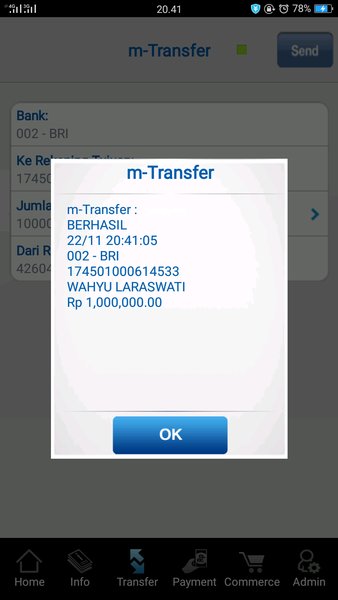 20.41
78%
m-Transfer
Send
Bank:
002 - BRI
Ke Rekening Tujuan:
17450
Jumla
10000
Dari R
42604
m-Transfer
m-Transfer :
BERHASIL
22/11 20:41:05
002 - BRI
174501000614533
WAHYU LARASWATI
Rp 1,000,000.00
OK
Home
Info
Transfer
Payment
Commerce
Admin